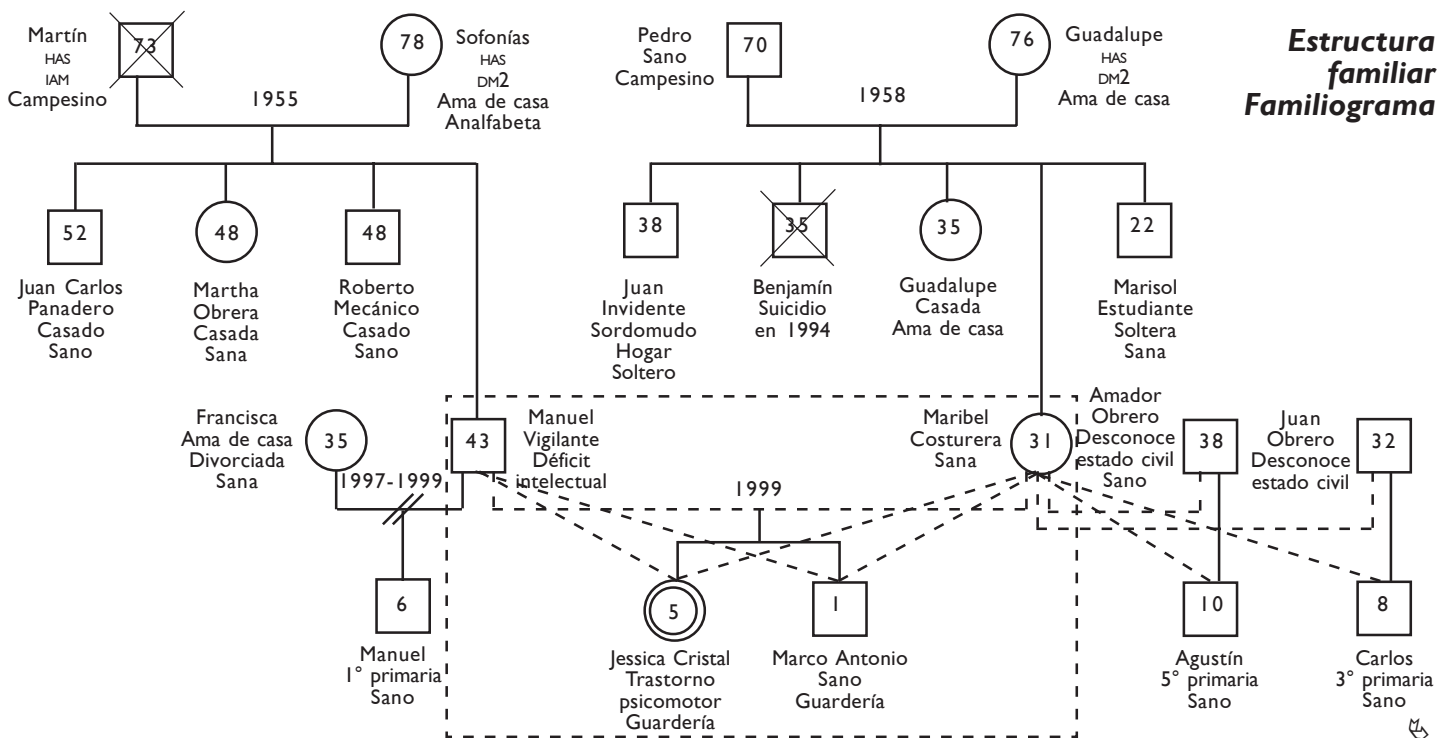 Estructura
familiar
Familiograma
Martín
HAS
IAM
Campesino
73
78
Sofonías
HAS
DM2
Ama de casa
Analfabeta
1955
Pedro
Sano
Campesino
70
76
Guadalupe
HAS
DM2
Ama de casa
1958
52
Juan Carlos
Panadero
Casado
Sano
48
Martha
Obrera
Casada
Sana
48
Roberto
Mecánico
Casado
Sano
38
Juan
Invidente
Sordomudo
Hogar
Soltero
35
Benjamín
Suicidio
en 1994
35
Guadalupe
Casada
Ama de casa
22
Marisol
Estudiante
Soltera
Sana
Francisca
Ama de casa
Divorciada
Sana
35
1997-1999
43
Manuel
Vigilante
Déficit
intelectual
1999
Maribel
Costurera
Sana
31
Amador
Obrero
Desconoce
estado civil
Sano
38
Juan
Obrero
Desconoce
estado civil
32
6
Manuel
1° primaria
Sano
5
Jessica Cristal
Trastorno
psicomotor
Guardería
1
Marco Antonio
Sano
Guardería
10
Agustín
5° primaria
Sano
8
Carlos
3° primaria
Sano